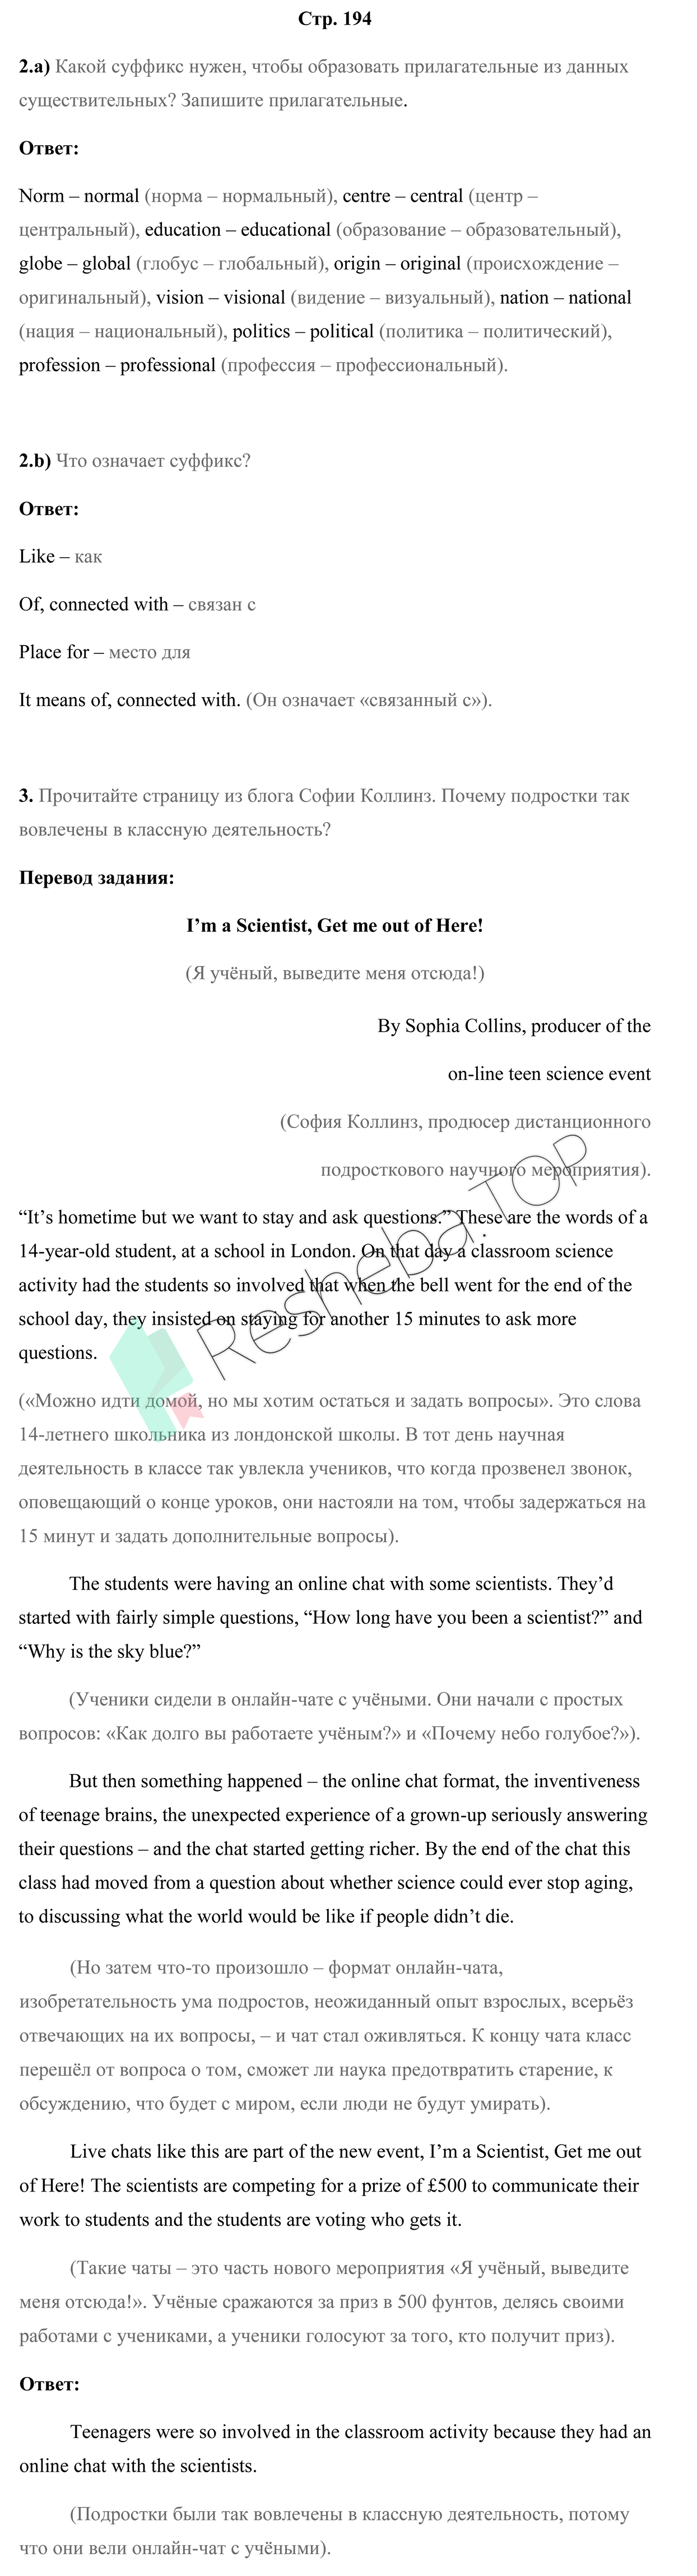 Стр. 194
2.a) Какой суффикс нужен, чтобы образовать прилагательные из данных
существительных? Запишите прилагательные.
Ответ:
Norm – normal (норма – нормальный), centre – central (центр –
центральный), education – educational (образование – образовательный),
globe – global (глобус – глобальный), origin – original (происхождение –
оригинальный), vision – visional (видение – визуальный), nation – national
(нация – национальный), politics – political (политика – политический),
profession – professional (профессия – профессиональный).
2.b) Что означает суффикс?
Ответ:
Like – как
Of, connected with – связан с
Place for – место для
It means of, connected with. (Он означает «связанный с»).
3. Прочитайте страницу из блога Софии Коллинз. Почему подростки так
вовлечены в классную деятельность?
Перевод задания:
I’m a Scientist, Get me out of Here!
(Я учёный, выведите меня отсюда!)
By Sophia Collins, producer of the
on-line teen science event
(София Коллинз, продюсер дистанционного
подросткового научного мероприятия).
“It’s hometime but we want to stay and ask questions.” These are the words of a
14-year-old student, at a school in London. On that day a classroom science
activity had the students so involved that when the bell went for the end of the
school day, they insisted on staying for another 15 minutes to ask more
questions.
(«Можно идти домой, но мы хотим остаться и задать вопросы». Это слова
14-летнего школьника из лондонской школы. В тот день научная
деятельность в классе так увлекла учеников, что когда прозвенел звонок,
оповещающий о конце уроков, они настояли на том, чтобы задержаться на
15 минут и задать дополнительные вопросы).
The students were having an online chat with some scientists. They’d
started with fairly simple questions, “How long have you been a scientist?” and
“Why is the sky blue?”
(Ученики сидели в онлайн-чате с учёными. Они начали с простых
вопросов: «Как долго вы работаете учёным?» и «Почему небо голубое?»).
But then something happened – the online chat format, the inventiveness
of teenage brains, the unexpected experience of a grown-up seriously answering
their questions – and the chat started getting richer. By the end of the chat this
class had moved from a question about whether science could ever stop aging,
to discussing what the world would be like if people didn’t die.
(Но затем что-то произошло – формат онлайн-чата,
изобретательность ума подростов, неожиданный опыт взрослых, всерьёз
отвечающих на их вопросы, – и чат стал оживляться. К концу чата класс
перешёл от вопроса о том, сможет ли наука предотвратить старение, к
обсуждению, что будет с миром, если люди не будут умирать).
Live chats like this are part of the new event, I’m a Scientist, Get me out
of Here! The scientists are competing for a prize of £500 to communicate their
work to students and the students are voting who gets it.
(Такие чаты – это часть нового мероприятия «Я учёный, выведите
меня отсюда!». Учёные сражаются за приз в 500 фунтов, делясь своими
работами с учениками, а ученики голосуют за того, кто получит приз).
Ответ:
Teenagers were so involved in the classroom activity because they had an
online chat with the scientists.
(Подростки были так вовлечены в классную деятельность, потому
что они вели онлайн-чат с учёными).
Resheba.TOP